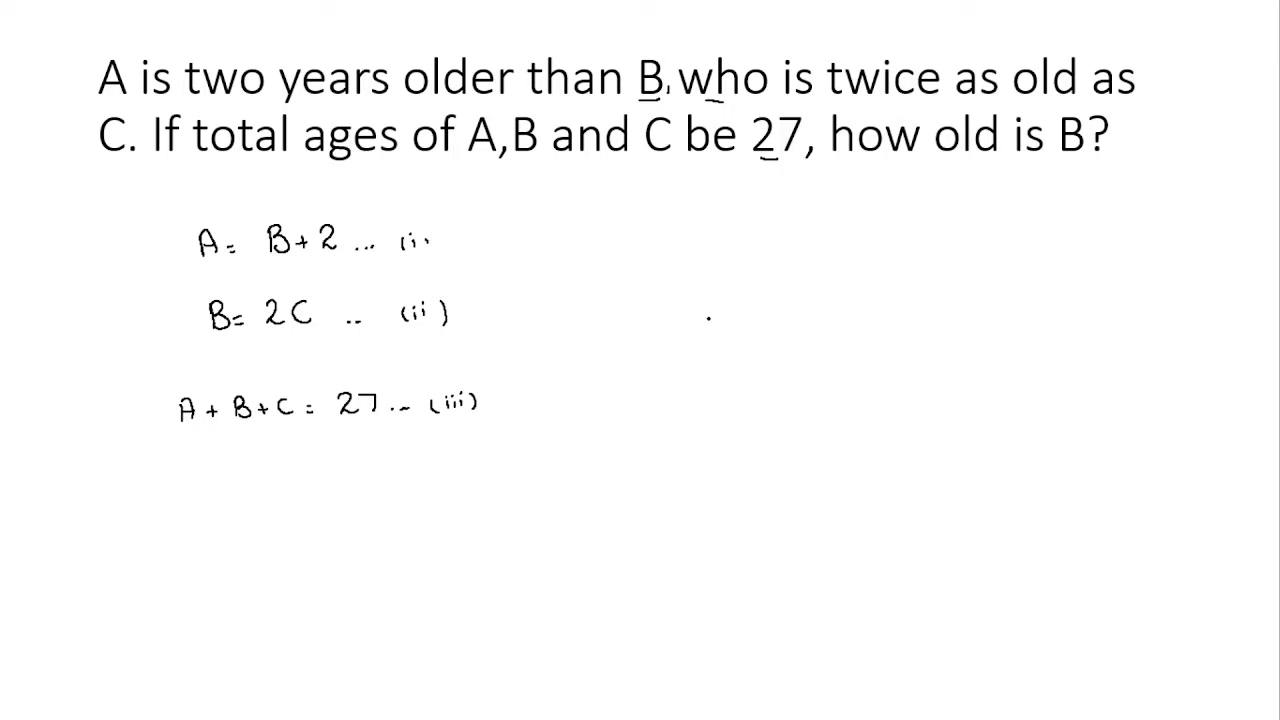 A is two years older than B, who is twice as old as
C. If total ages of A,B and C be 27, how old is B?
A = B + 2 ... (i)
B = 2C .. (ii)
A + B + C = 27 ... (iii)